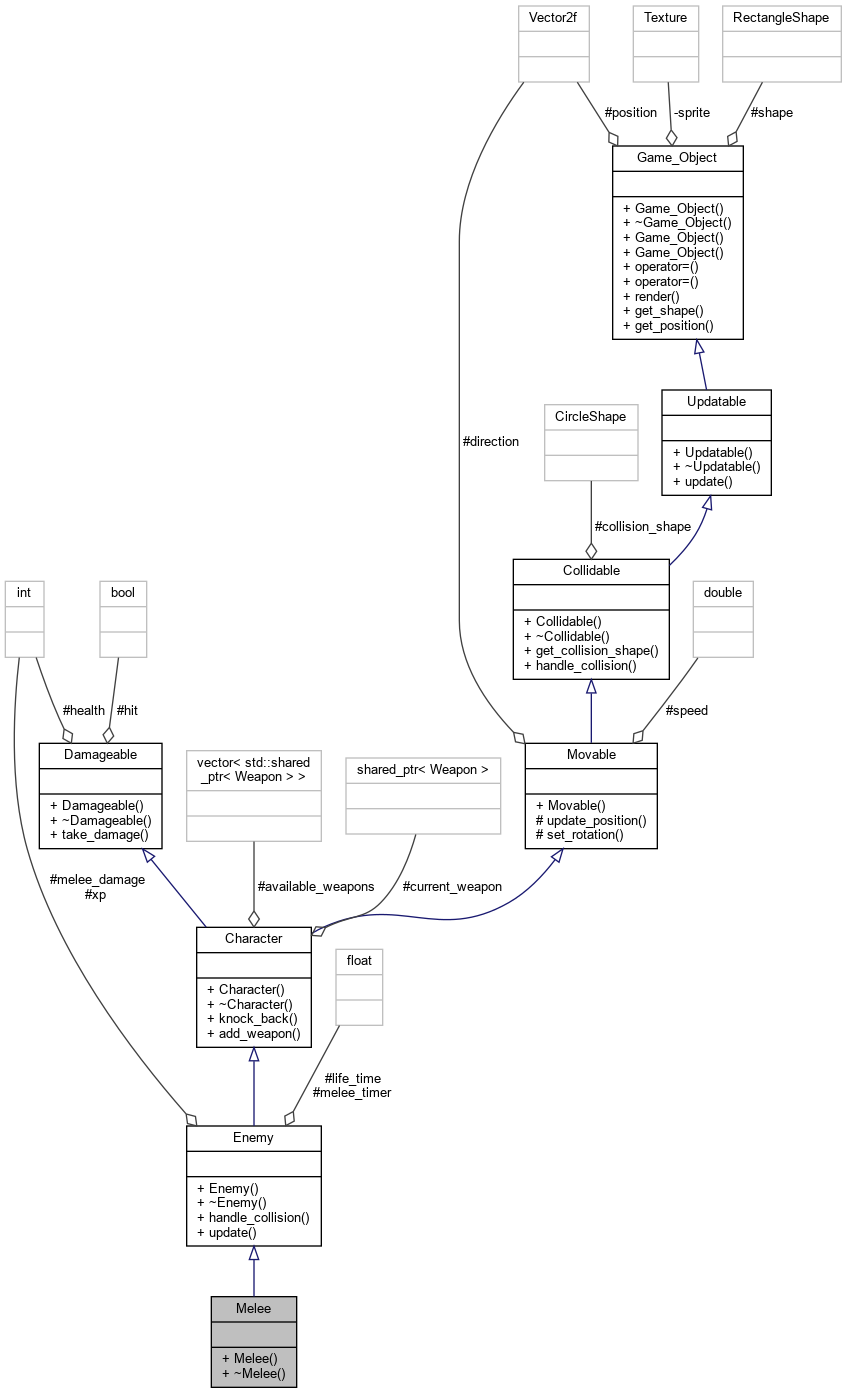 Vector2f
Texture
RectangleShape
#position
-sprite
#shape
Game_Object
+ Game_Object()
+ ~Game_Object()
+ Game_Object()
+ Game_Object()
+ operator=()
+ operator=()
+ render()
+ get_shape()
+ get_position()
Updatable
+ Updatable()
+ ~Updatable()
+ update()
CircleShape
#direction
#collision_shape
Collidable
+ Collidable()
+ ~Collidable()
+ get_collision_shape()
+ handle_collision()
int
bool
double
#health
#hit
#speed
Damageable
+ Damageable()
+ ~Damageable()
+ take_damage()
vector< std::shared
_ptr< Weapon > >
shared_ptr< Weapon >
Movable
+ Movable()
# update_position()
# set_rotation()
#melee_damage
#xp
#available_weapons
#current_weapon
Character
+ Character()
+ ~Character()
+ knock_back()
+ add_weapon()
float
#life_time
#melee_timer
Enemy
+ Enemy()
+ ~Enemy()
+ handle_collision()
+ update()
Melee
+ Melee()
+ ~Melee()